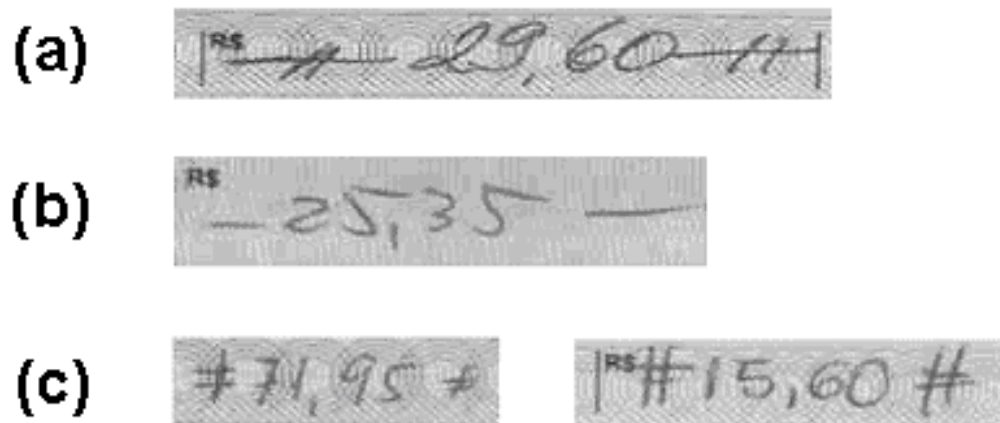 (a) R$ —#— 29,60 —#—
(b) R$ — 25,35 —
(c) #71,95 # R$ #15,60 #